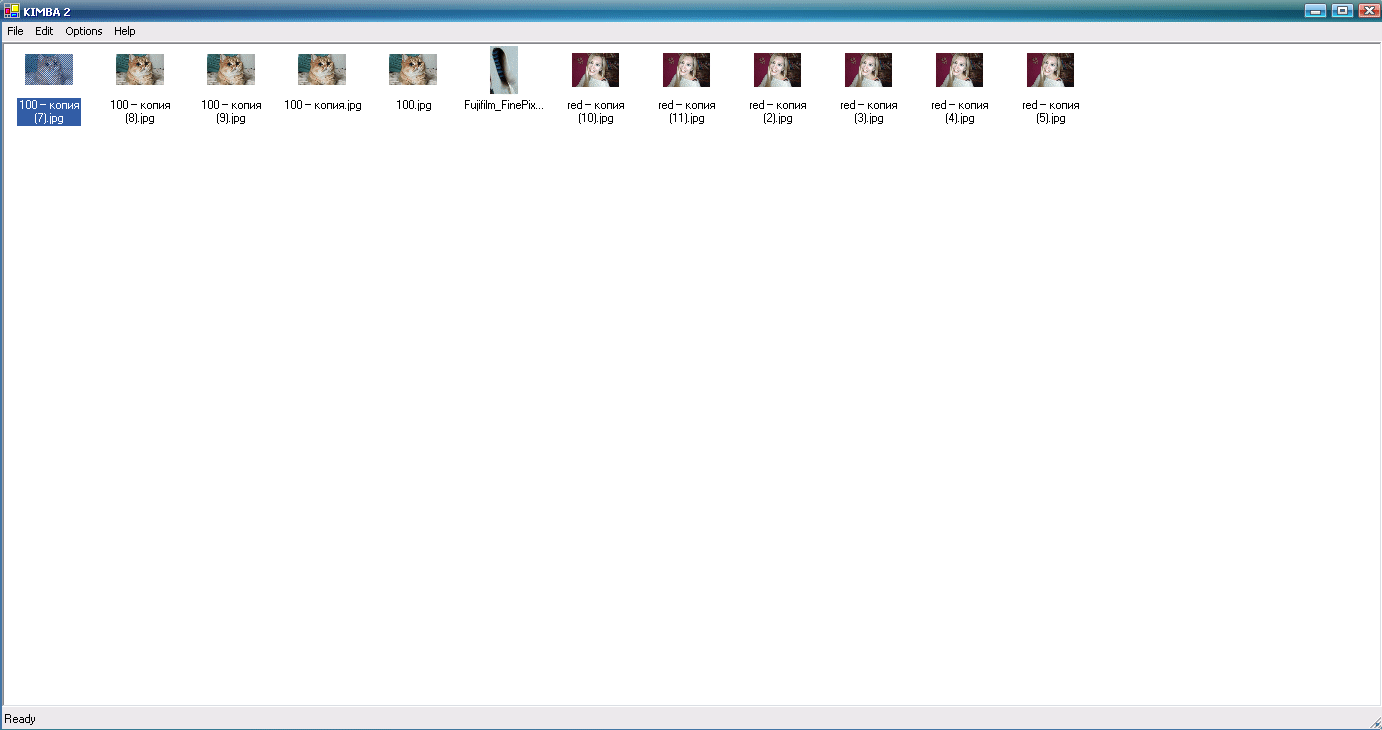 KIMBA 2
File Edit Options Help
100 – копия
(7).jpg
100 – копия
(8).jpg
100 – копия
(9).jpg
100 – копия.jpg
100.jpg
Fujifilm_FinePix...
red – копия
(10).jpg
red – копия
(11).jpg
red – копия
(2).jpg
red – копия
(3).jpg
red – копия
(4).jpg
red – копия
(5).jpg
Ready